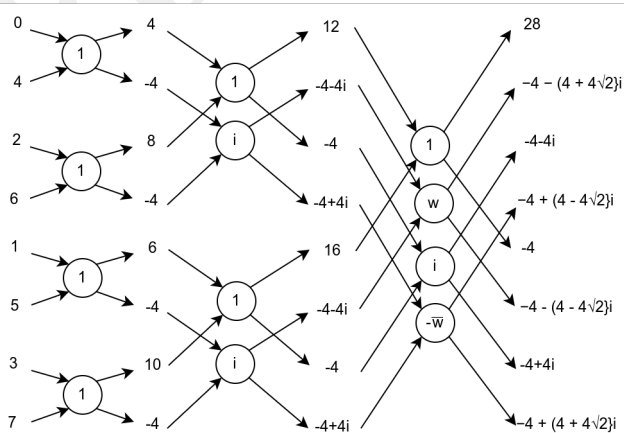 0 4 12 28
1
4 -4 1 -4-4i −4 − (4 + 4√2}i
2 8 i -4 1 -4-4i
1
6 -4 -4+4i w −4 + (4 - 4√2}i
1 6 16 -4
1 i
5 -4 1 -4-4i −4 - (4 - 4√2}i
-w̅
3 10 i -4 -4+4i
1
7 -4 -4+4i −4 + (4 + 4√2}i